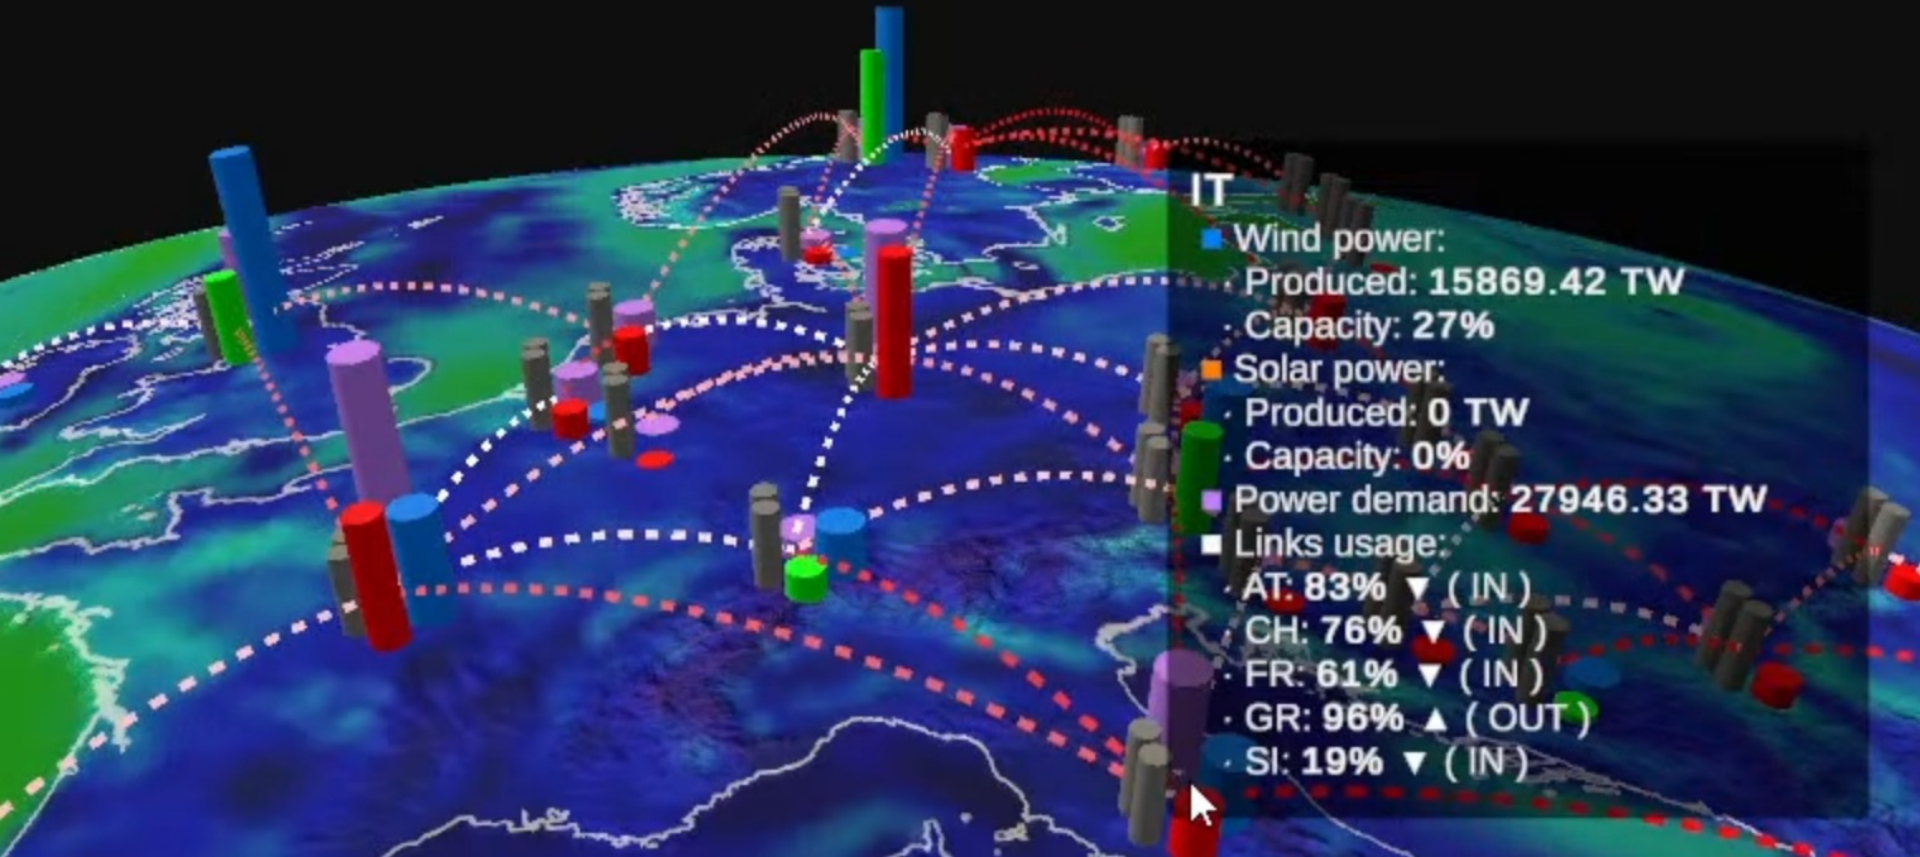 IT
Wind power:
· Produced: 15869.42 TW
· Capacity: 27%
Solar power:
· Produced: 0 TW
· Capacity: 0%
Power demand: 27946.33 TW
Links usage:
· AT: 83% ▼ ( IN )
· CH: 76% ▼ ( IN )
· FR: 61% ▼ ( IN )
· GR: 96% ▲ ( OUT )
· SI: 19% ▼ ( IN )